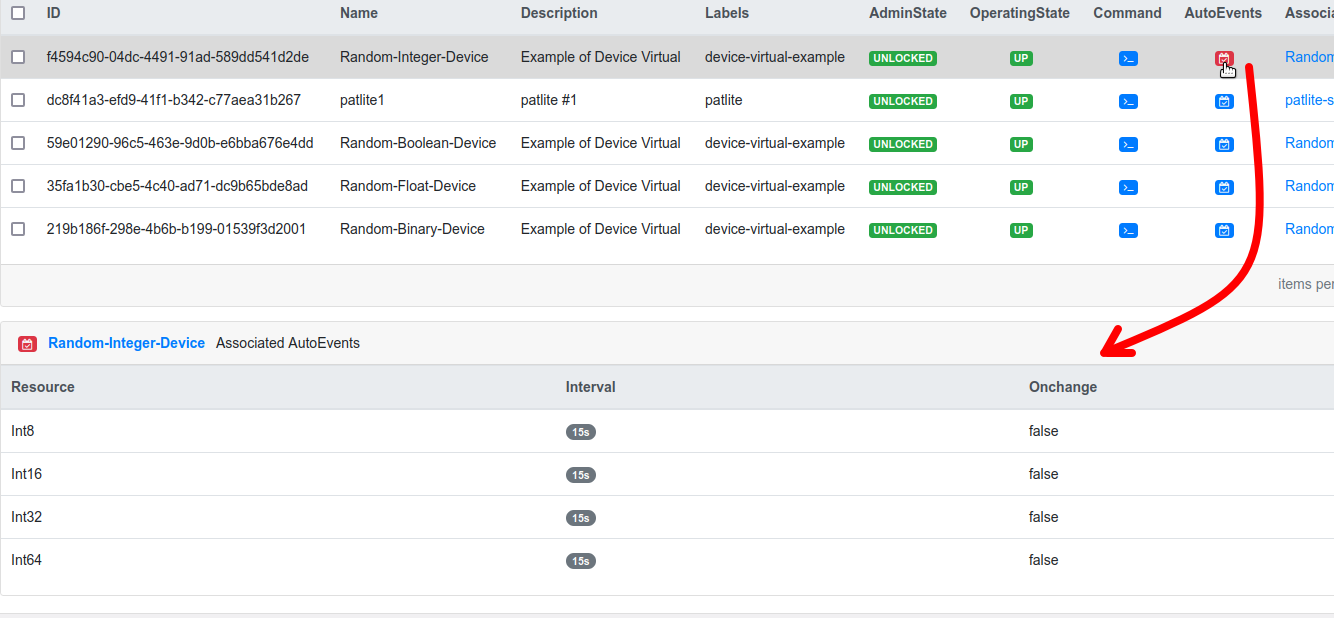 ID Name Description Labels AdminState OperatingState Command AutoEvents Associa
f4594c90-04dc-4491-91ad-589dd541d2de Random-Integer-Device Example of Device Virtual device-virtual-example UNLOCKED UP Random
dc8f41a3-efd9-41f1-b342-c77aea31b267 patlite1 patlite #1 patlite UNLOCKED UP patlite-s
59e01290-96c5-463e-9d0b-e6bba676e4dd Random-Boolean-Device Example of Device Virtual device-virtual-example UNLOCKED UP Random
35fa1b30-cbe5-4c40-ad71-dc9b65bde8ad Random-Float-Device Example of Device Virtual device-virtual-example UNLOCKED UP Random
219b186f-298e-4b6b-b199-01539f3d2001 Random-Binary-Device Example of Device Virtual device-virtual-example UNLOCKED UP Random
items per
Random-Integer-Device Associated AutoEvents
Resource Interval Onchange
Int8 15s false
Int16 15s false
Int32 15s false
Int64 15s false